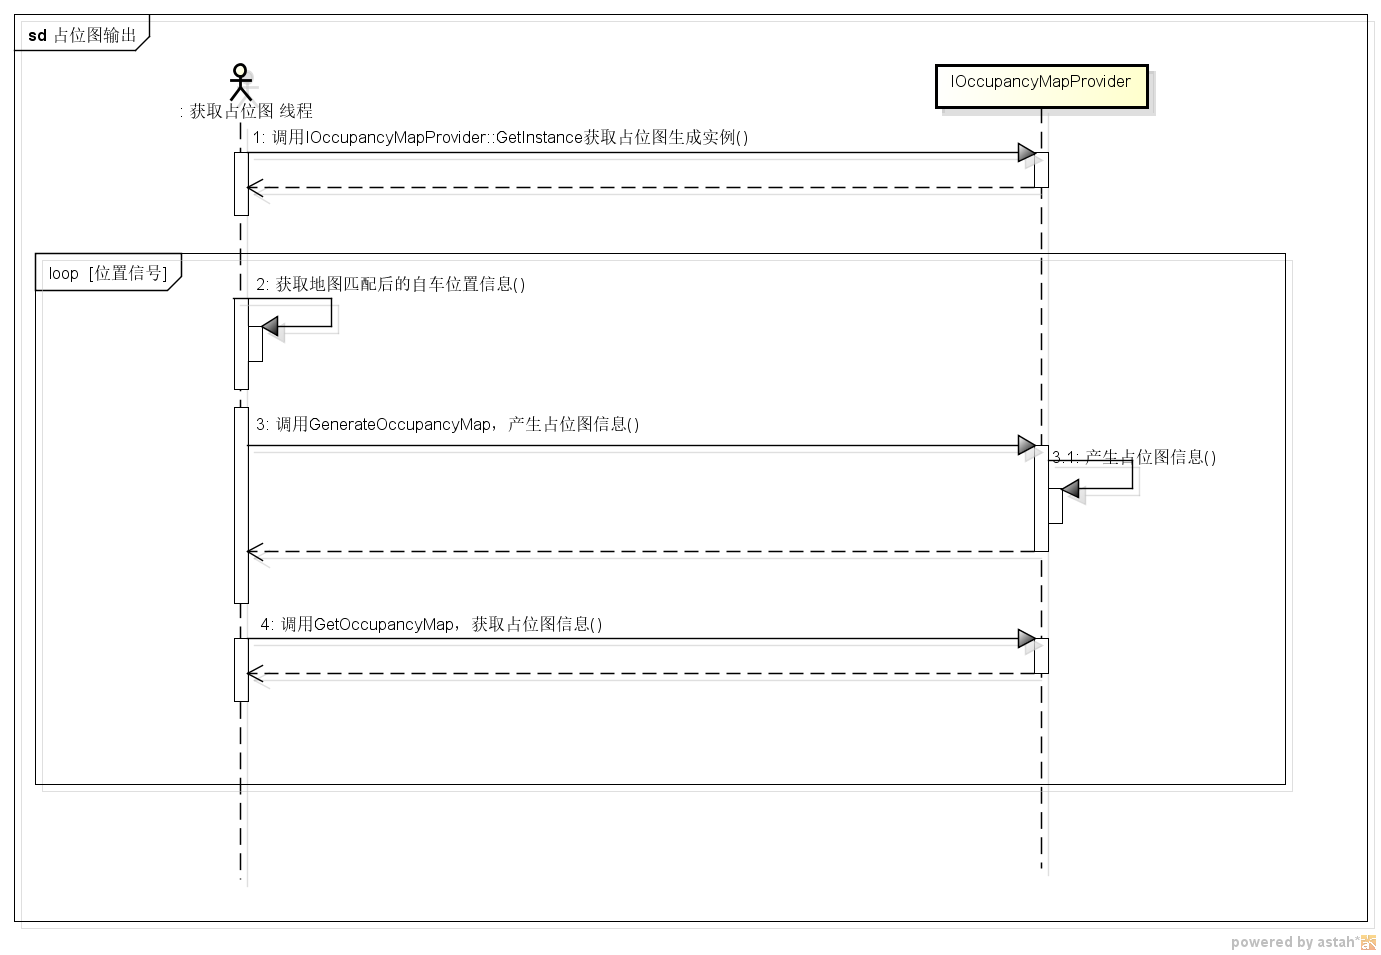 sd 占位图输出
: 获取占位图 线程
IOccupancyMapProvider
1: 调用IOccupancyMapProvider::GetInstance获取占位图生成实例()
loop [位置信号]
2: 获取地图匹配后的自车位置信息()
3: 调用GenerateOccupancyMap，产生占位图信息()
3.1: 产生占位图信息()
4: 调用GetOccupancyMap，获取占位图信息()
powered by astah*